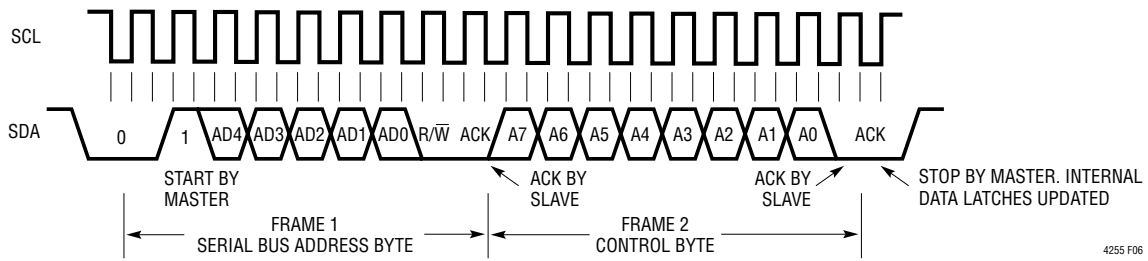 SCL
SDA
0 1 AD4 AD3 AD2 AD1 AD0 R/W̅ ACK A7 A6 A5 A4 A3 A2 A1 A0 ACK
START BY
MASTER
ACK BY
SLAVE
ACK BY
SLAVE
STOP BY MASTER. INTERNAL
DATA LATCHES UPDATED
FRAME 1
SERIAL BUS ADDRESS BYTE
FRAME 2
CONTROL BYTE
4255 F06